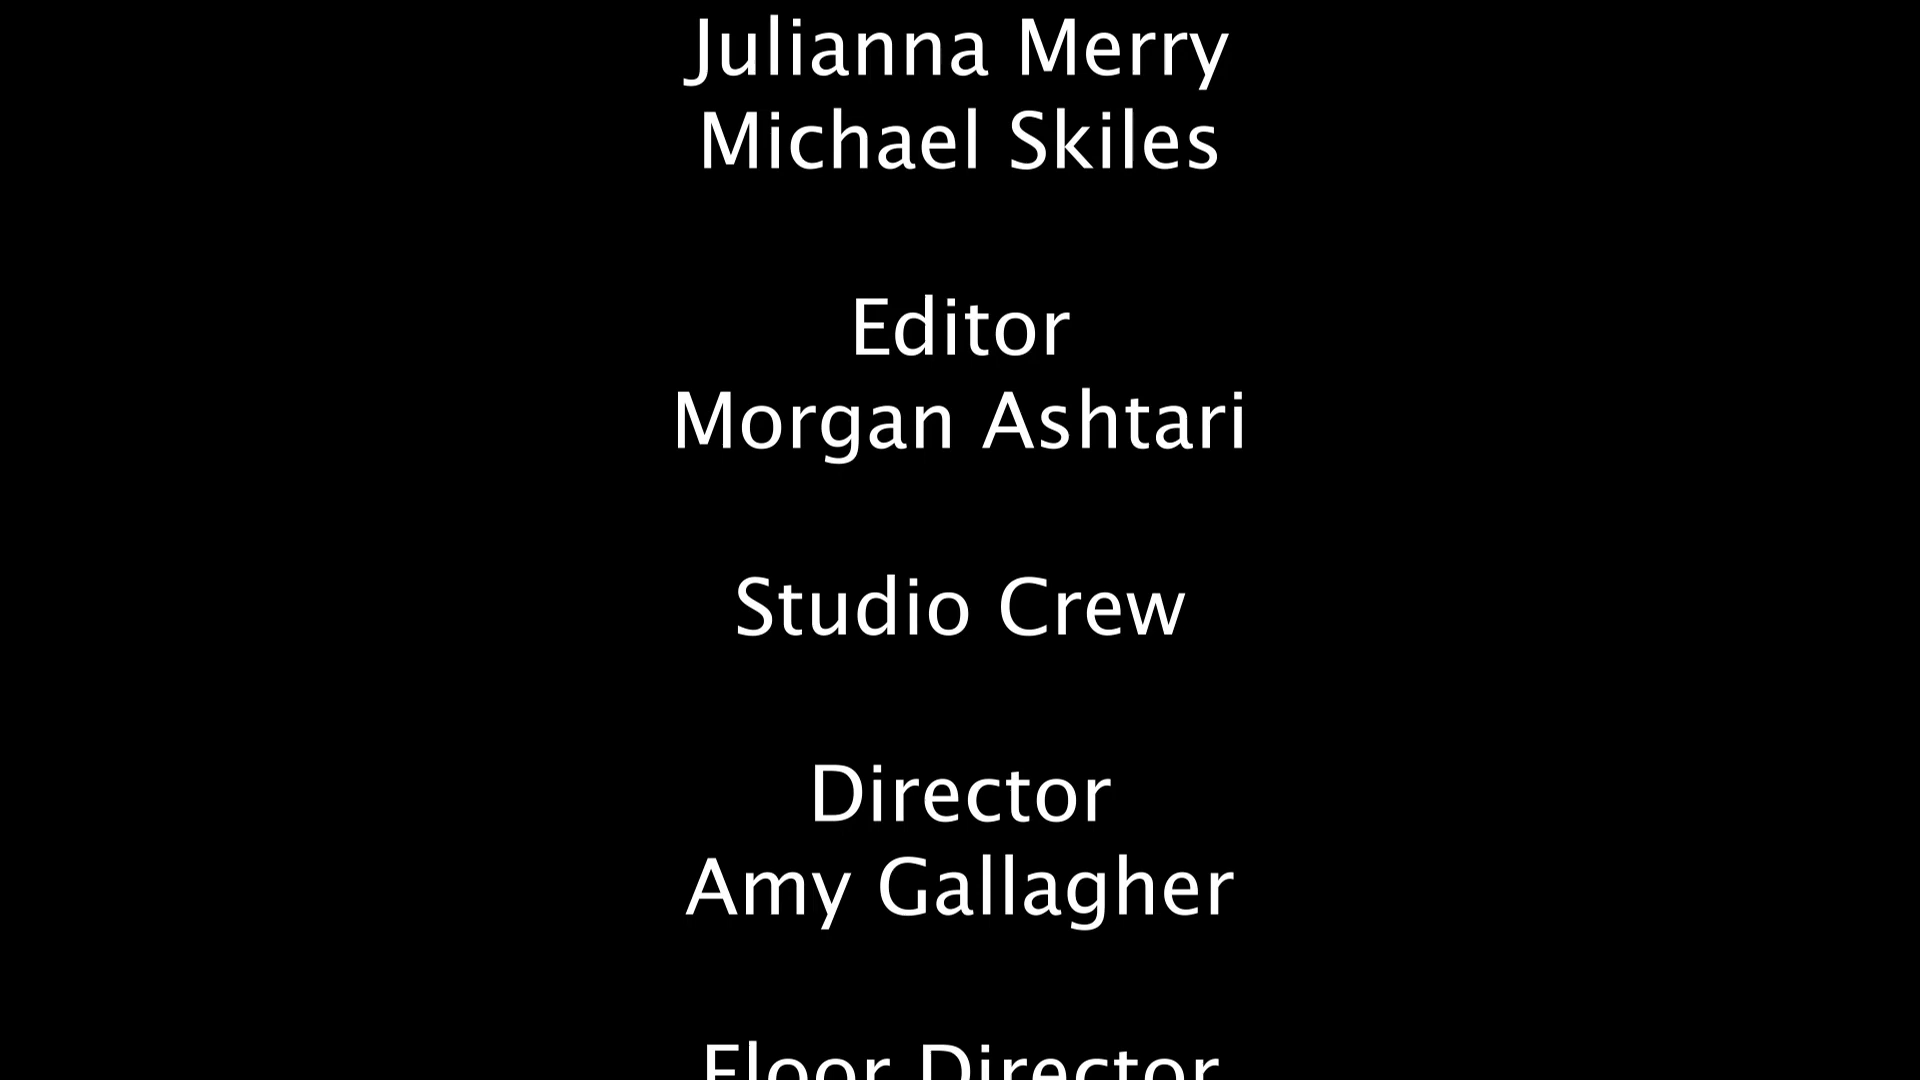 Julianna Merry
Michael Skiles
Editor
Morgan Ashtari
Studio Crew
Director
Amy Gallagher
Floor Director